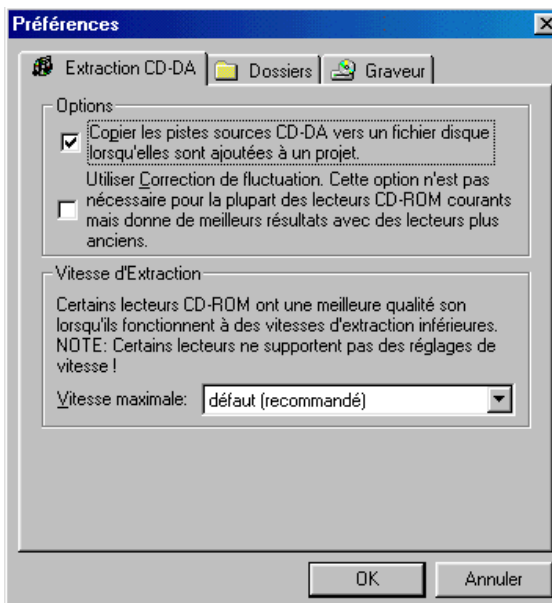 Préférences
Extraction CD-DA
Dossiers
Graveur
Options
Copier les pistes sources CD-DA vers un fichier disque
lorsqu'elles sont ajoutées à un projet.
Utiliser Correction de fluctuation. Cette option n'est pas
nécessaire pour la plupart des lecteurs CD-ROM courants
mais donne de meilleurs résultats avec des lecteurs plus
anciens.
Vitesse d'Extraction
Certains lecteurs CD-ROM ont une meilleure qualité son
lorsqu'ils fonctionnent à des vitesses d'extraction inférieures.
NOTE: Certains lecteurs ne supportent pas des réglages de
vitesse !
Vitesse maximale: défaut (recommandé)
OK
Annuler